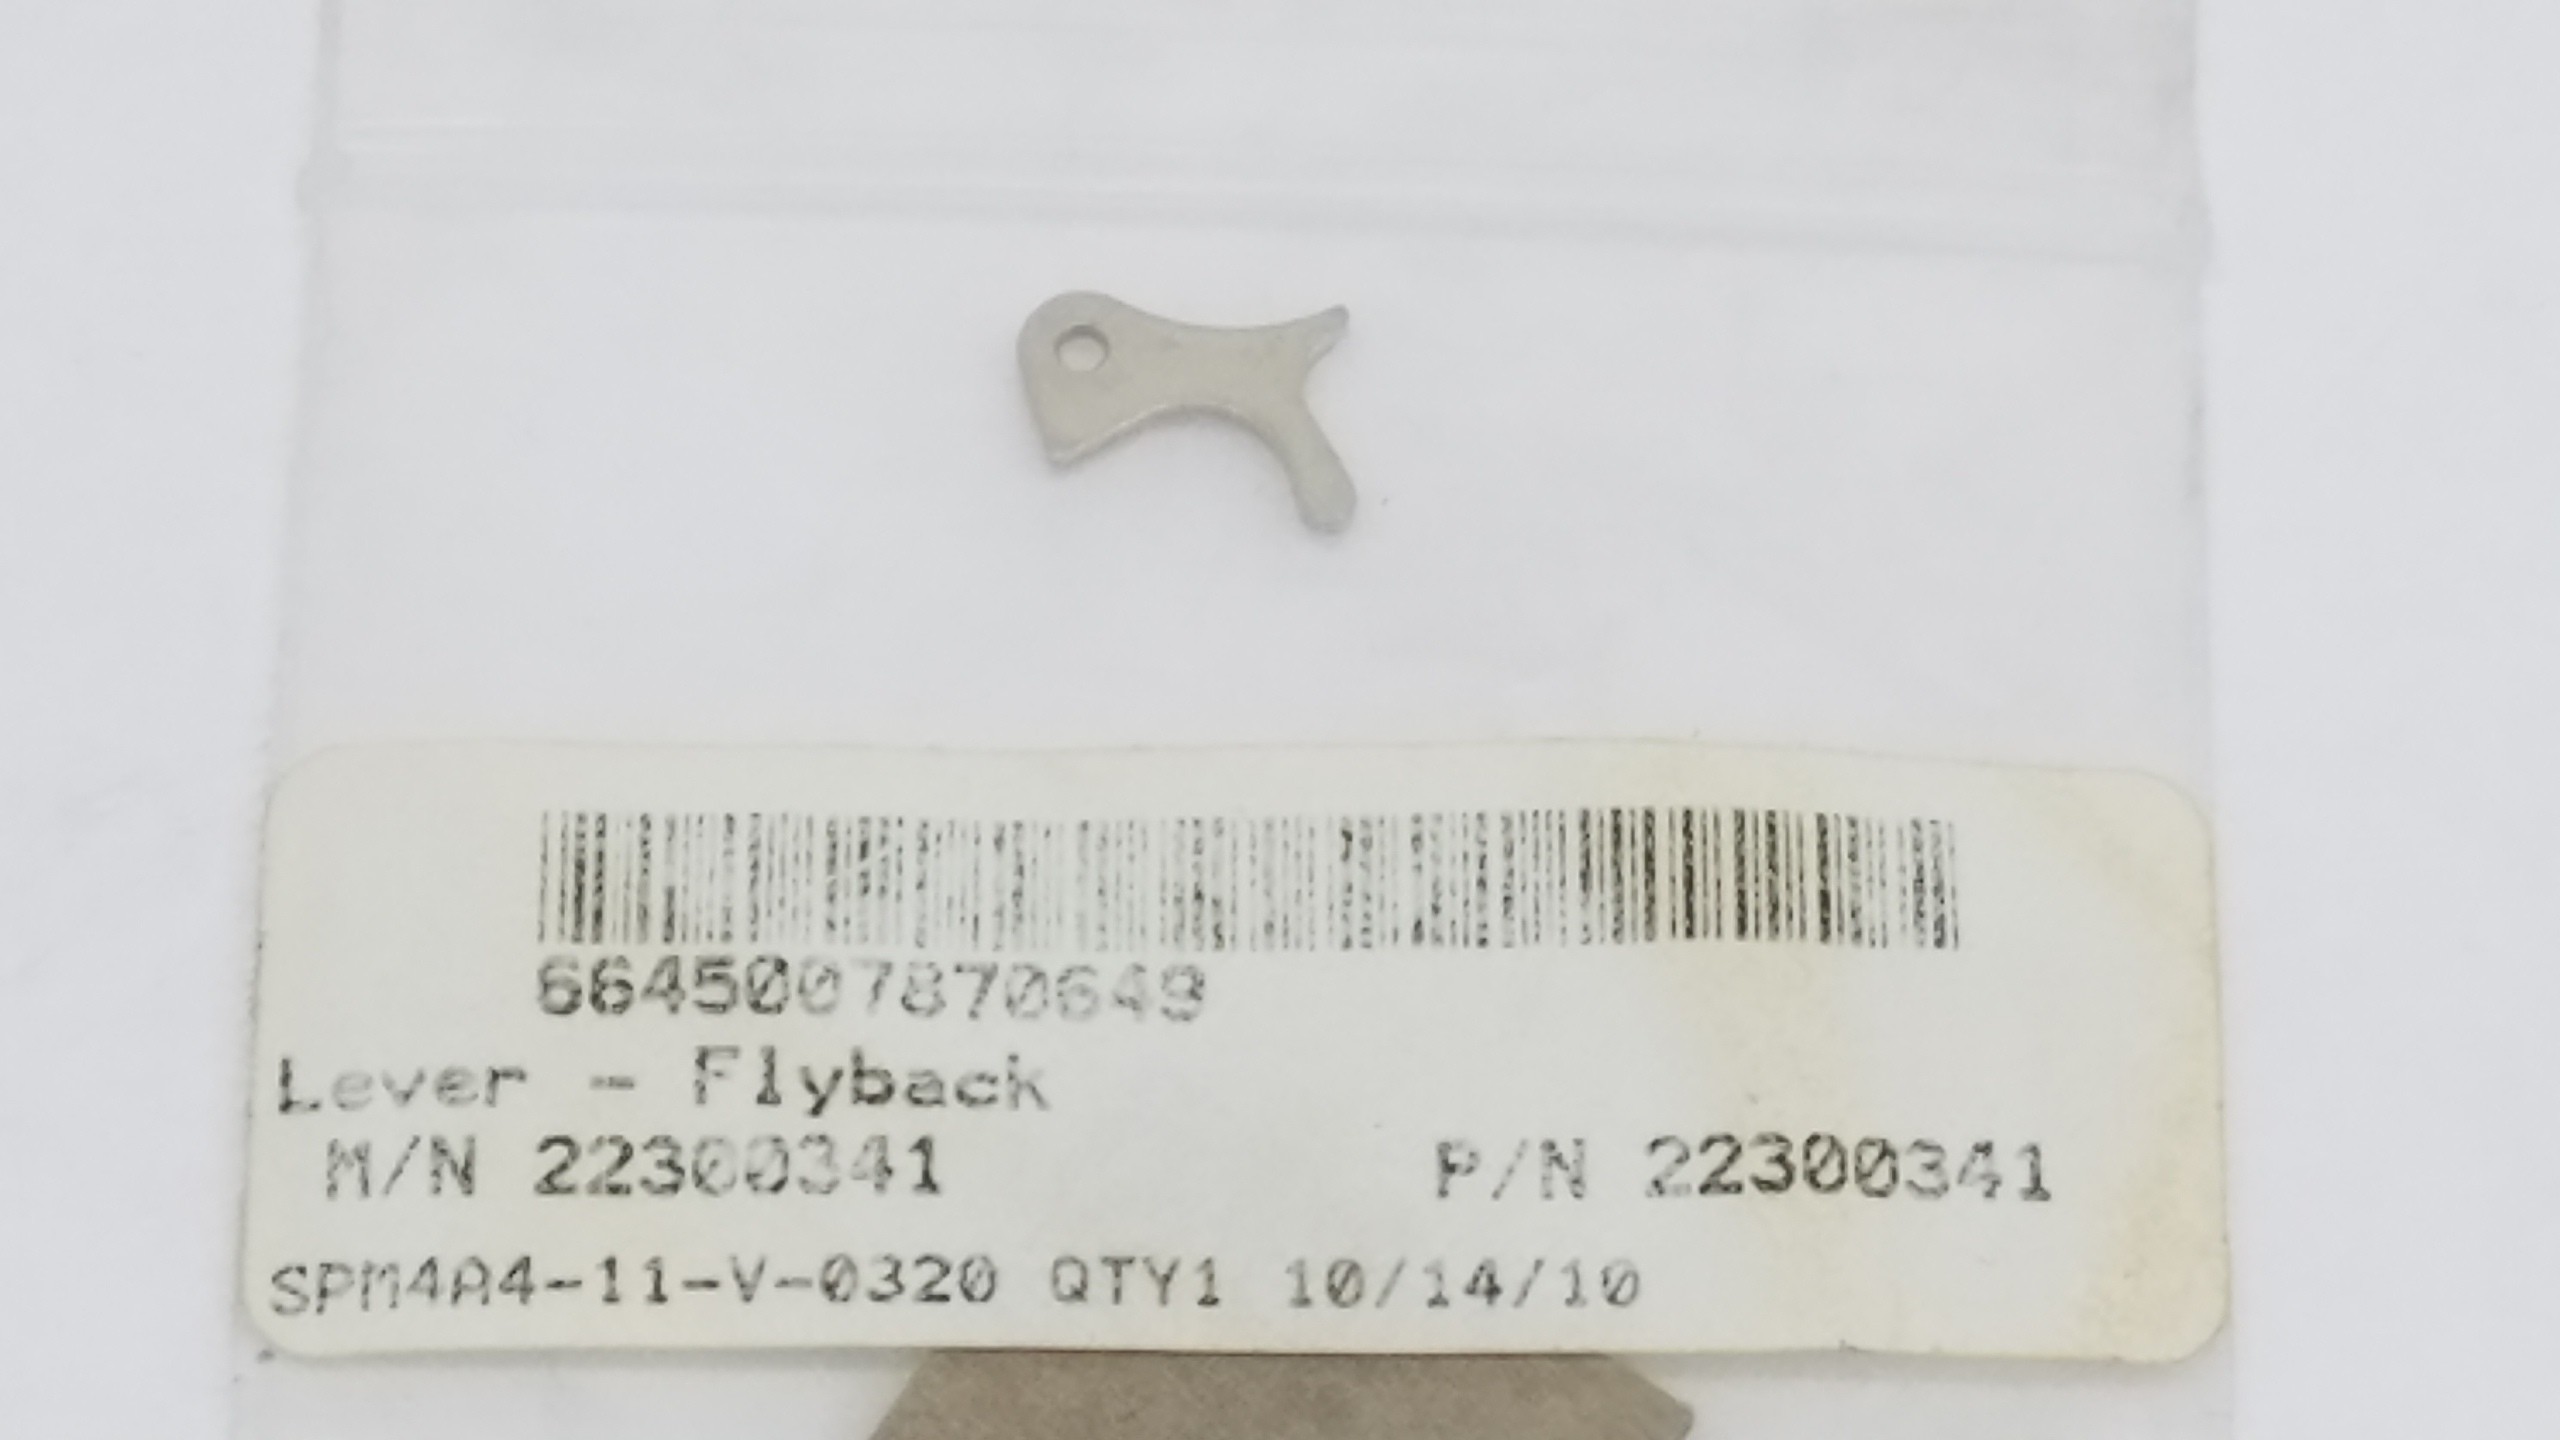 6645007870649
Lever - Flyback
M/N 22300341 P/N 22300341
SPM4A4-11-V-0320 QTY1 10/14/10